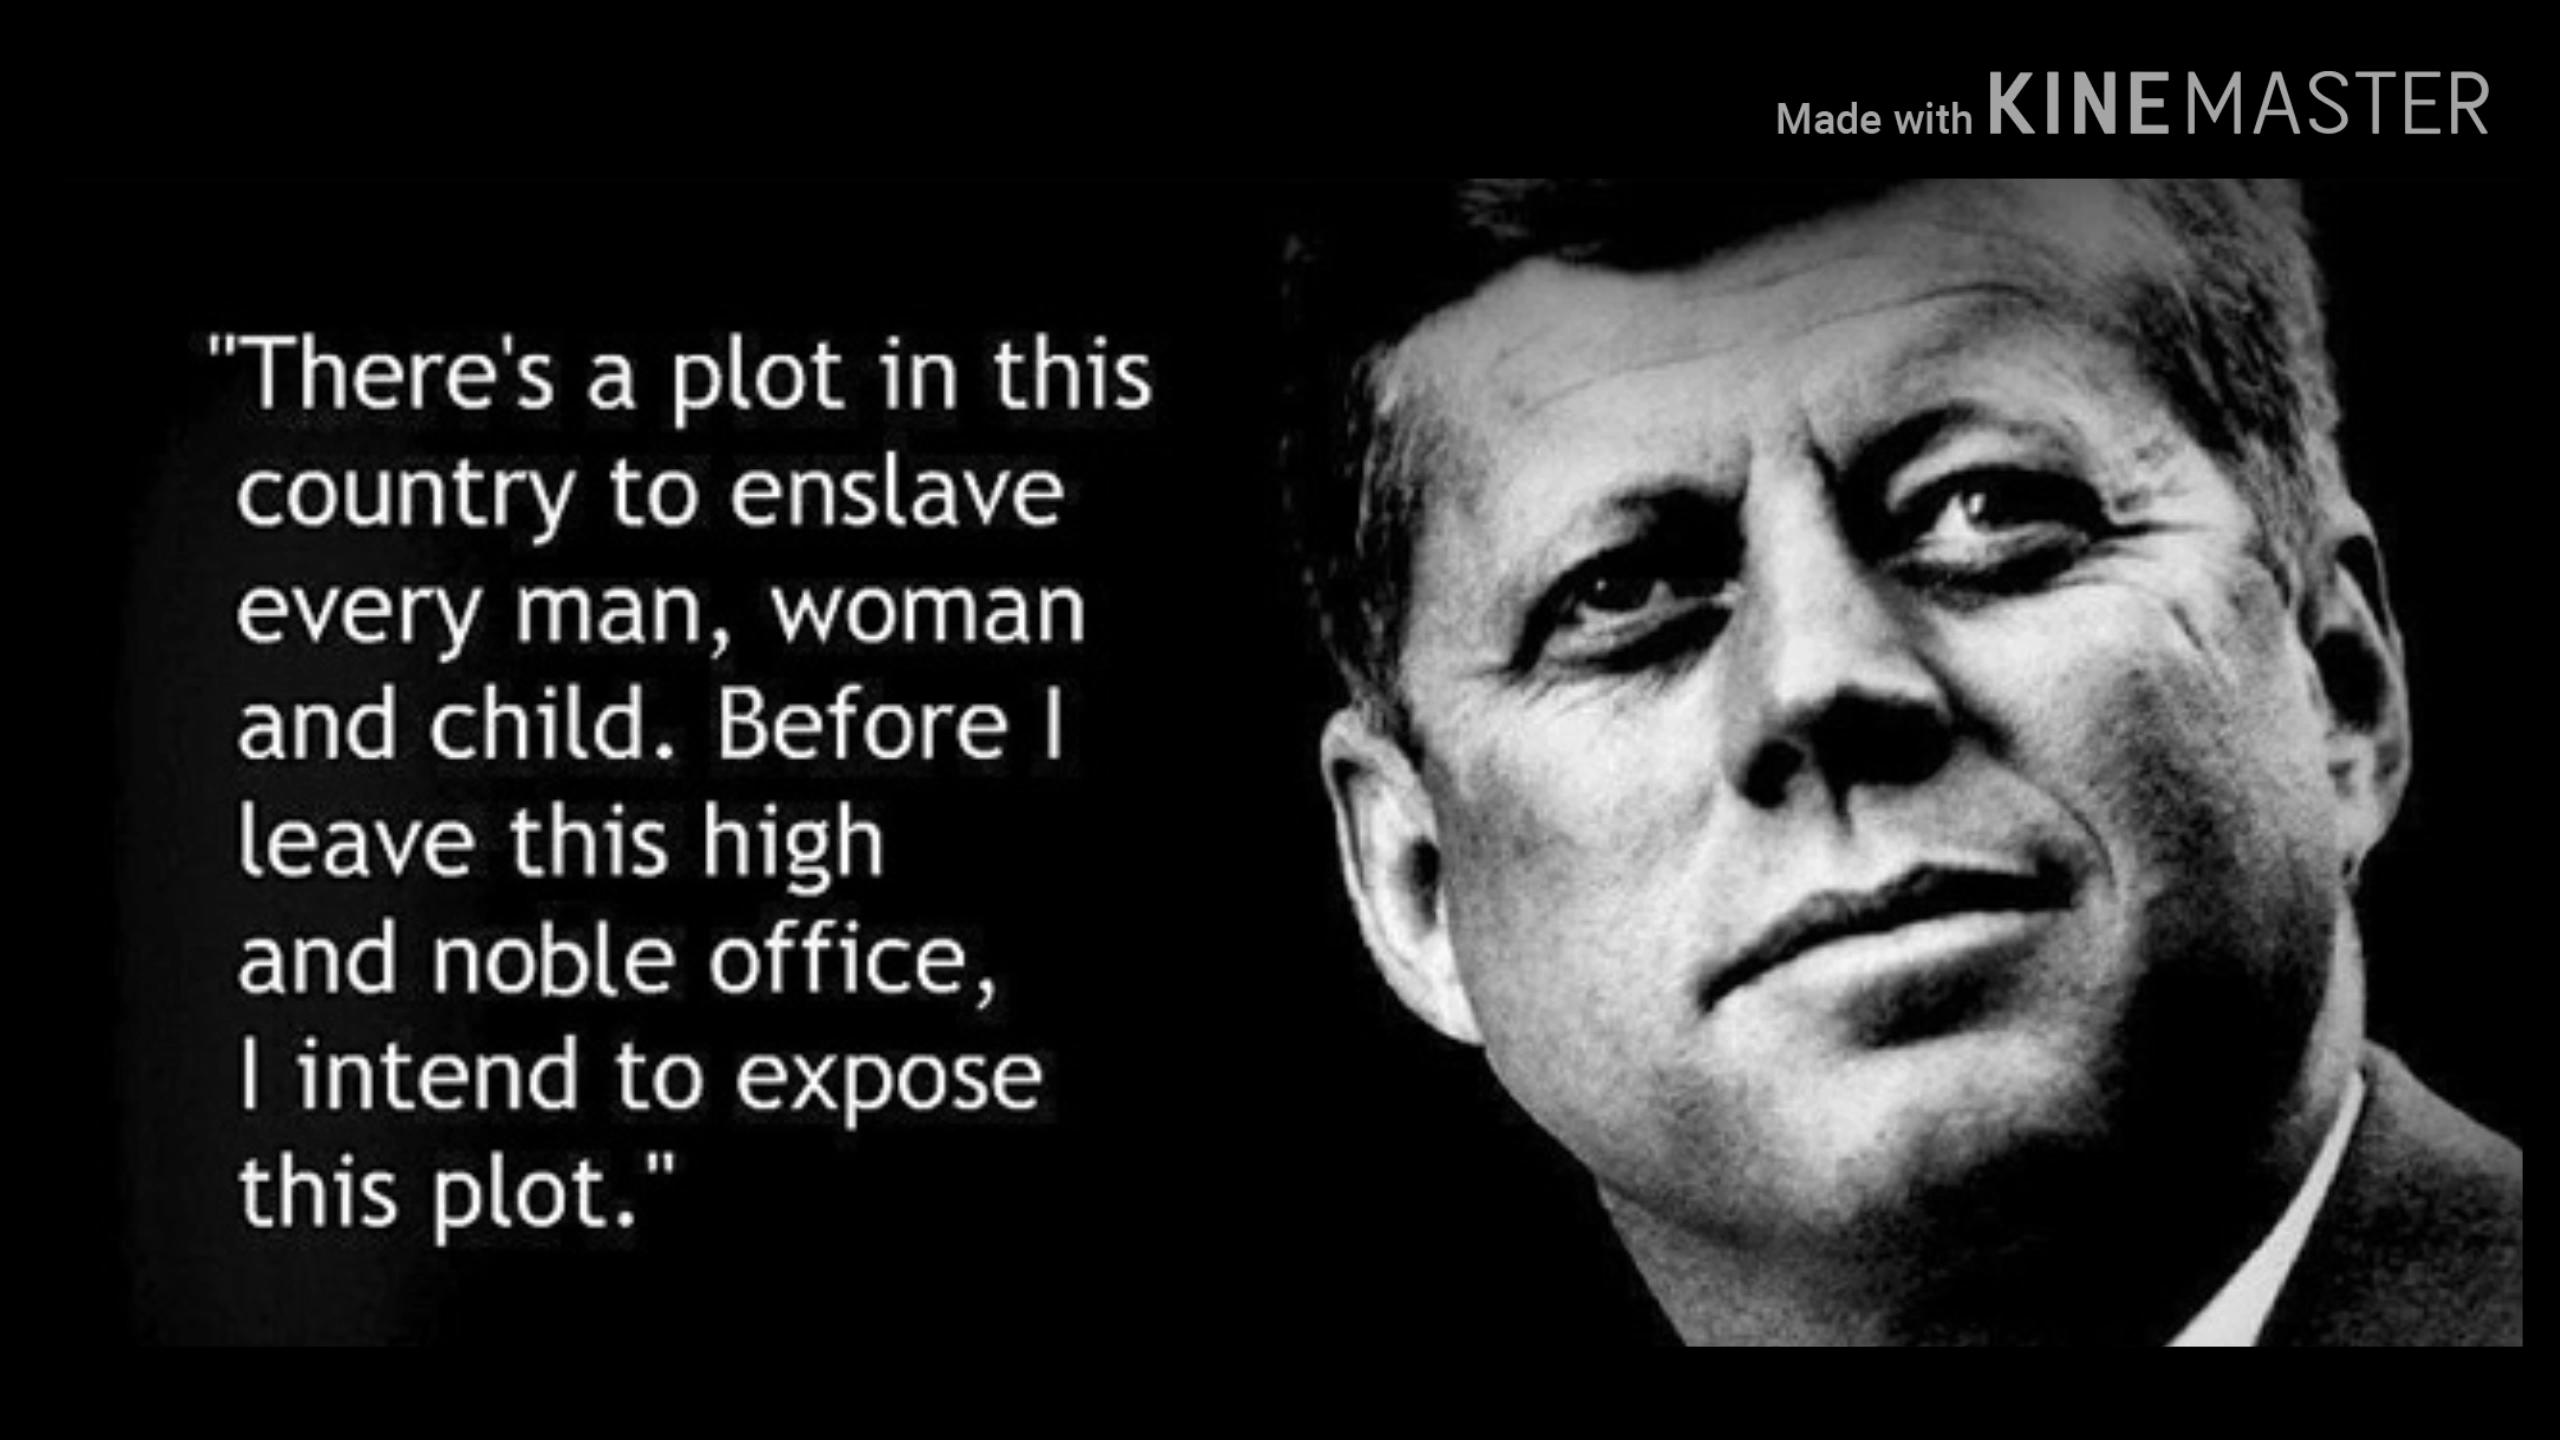 Made with KINEMASTER
"There's a plot in this
country to enslave
every man, woman
and child. Before I
leave this high
and noble office,
I intend to expose
this plot."